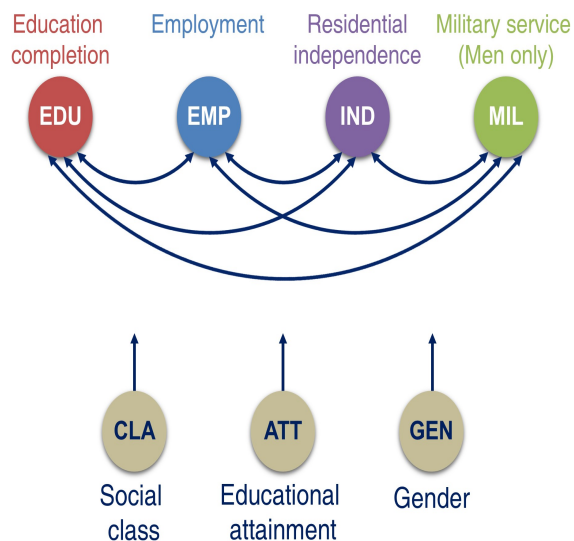 Education
completion
Employment
Residential
independence
Military service
(Men only)
EDU
EMP
IND
MIL
CLA
ATT
GEN
Social
class
Educational
attainment
Gender